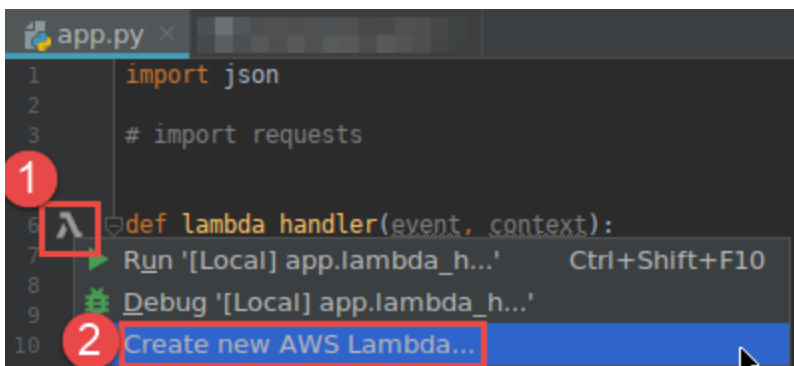 app.py
1 import json
2
3 # import requests
1
6 λ def lambda_handler(event, context):
7 Run '[Local] app.lambda_h...' Ctrl+Shift+F10
8
9 Debug '[Local] app.lambda_h...'
10 2 Create new AWS Lambda...